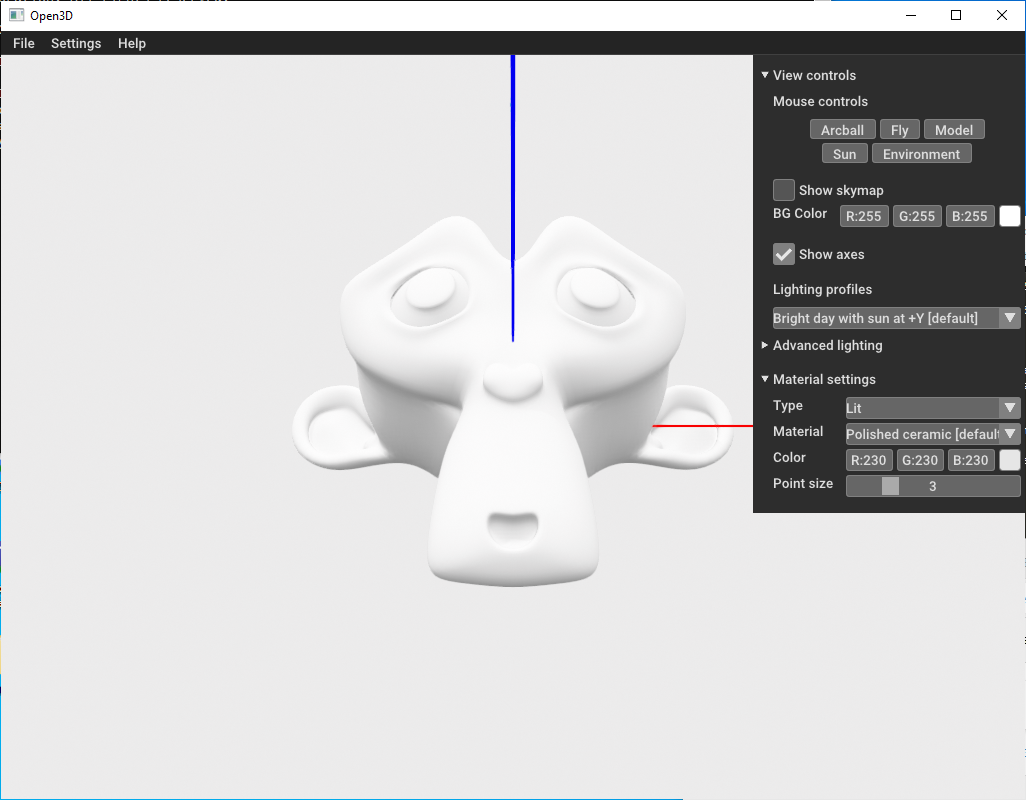 Open3D
File Settings Help
View controls
Mouse controls
Arcball Fly Model
Sun Environment
Show skymap
BG Color R:255 G:255 B:255
Show axes
Lighting profiles
Bright day with sun at +Y [default]
Advanced lighting
Material settings
Type Lit
Material Polished ceramic [default
Color R:230 G:230 B:230
Point size 3